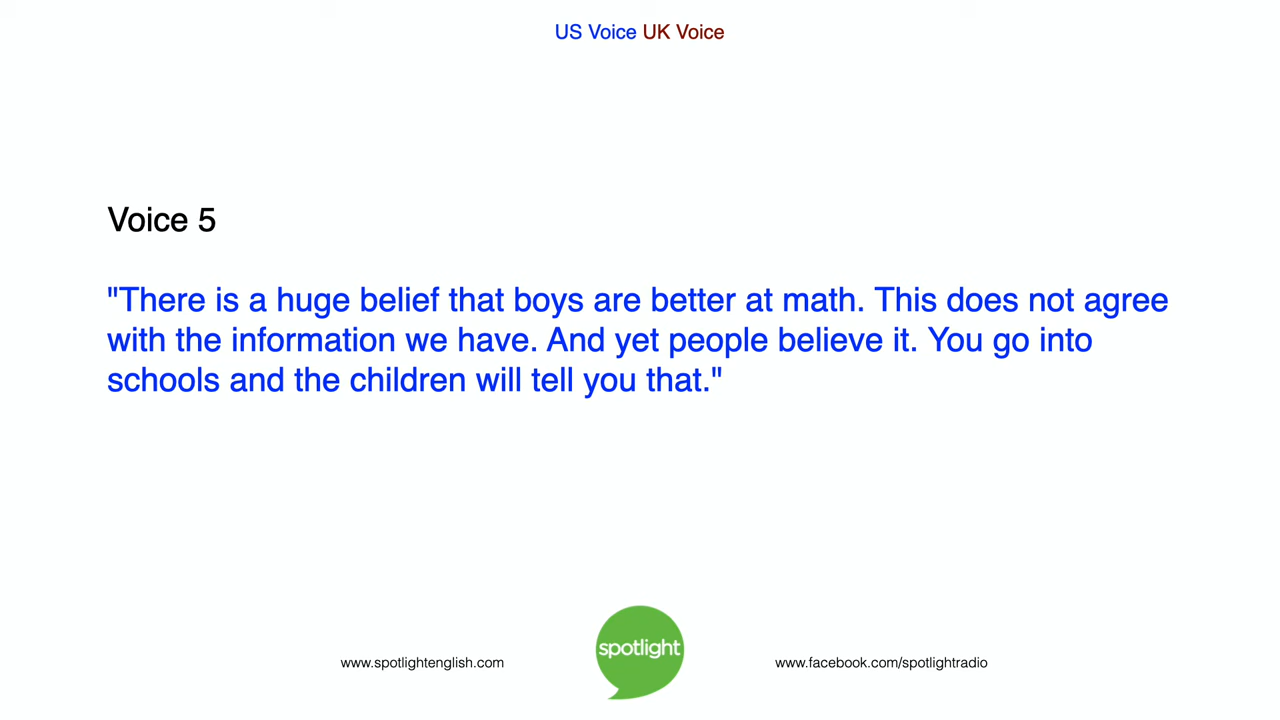 US Voice UK Voice
Voice 5
"There is a huge belief that boys are better at math. This does not agree
with the information we have. And yet people believe it. You go into
schools and the children will tell you that."
spotlight
www.spotlightenglish.com
www.facebook.com/spotlightradio